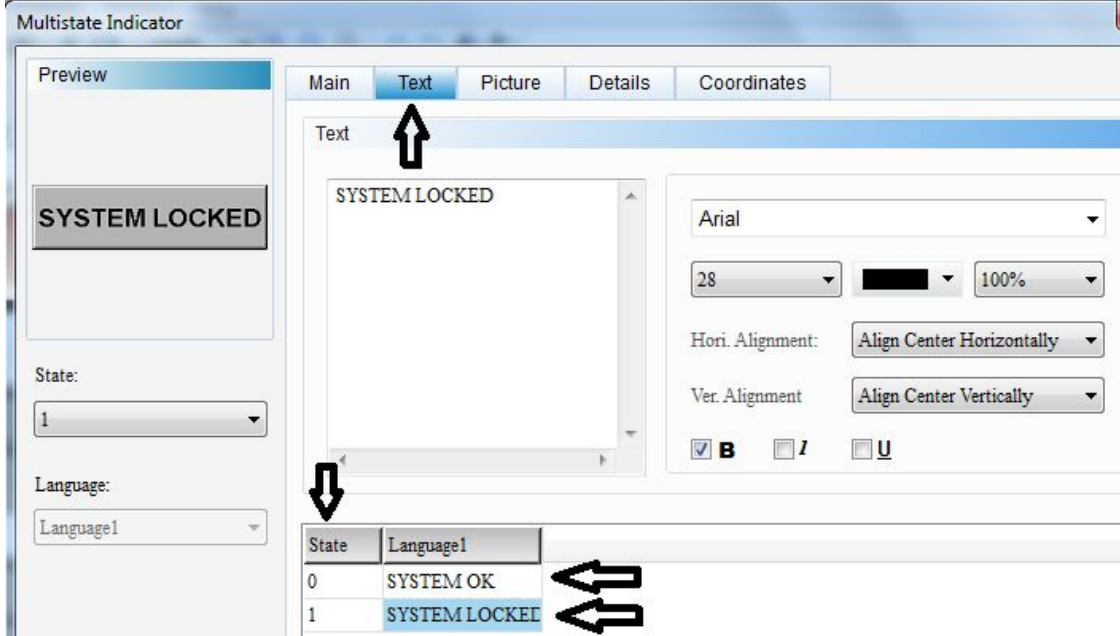 Multistate Indicator
Preview
Main Text Picture Details Coordinates
Text
SYSTEM LOCKED
SYSTEM LOCKED
Arial
28 100%
Hori. Alignment: Align Center Horizontally
Ver. Alignment Align Center Vertically
B I U
State:
1
Language:
Language1
State Language1
0 SYSTEM OK
1 SYSTEM LOCKED